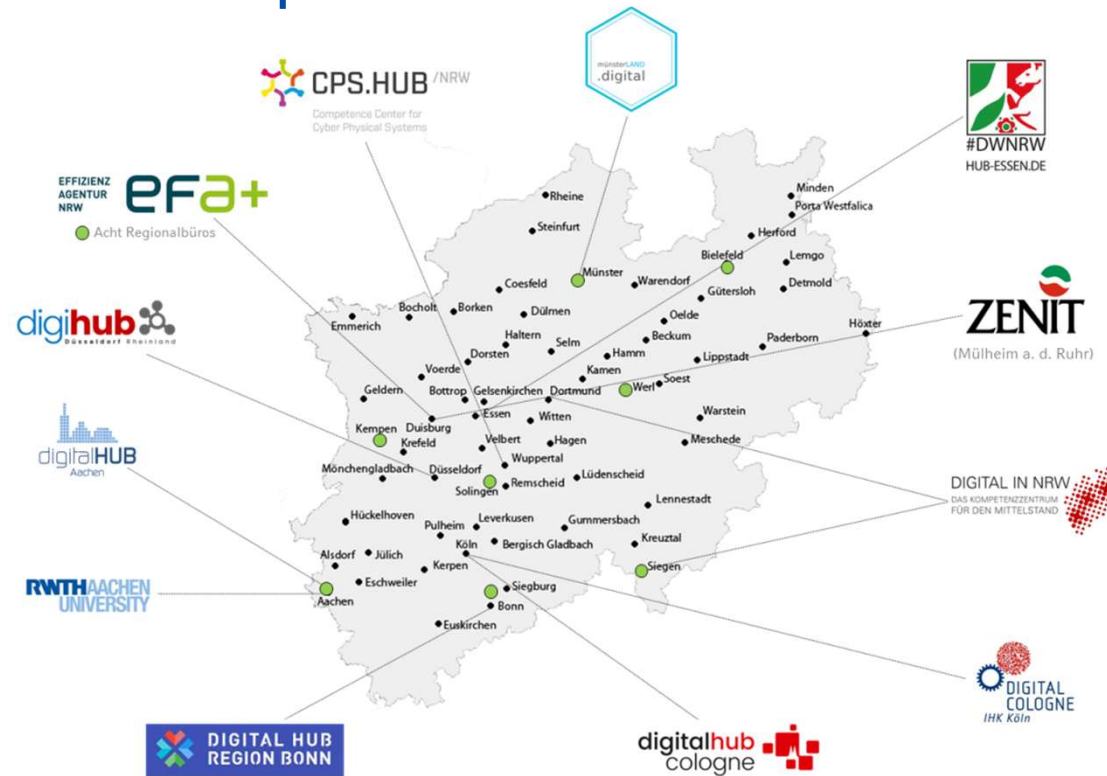 münsterLAND
.digital
CPS.HUB /NRW
Competence Center for
Cyber Physical Systems
#DWNRW
HUB-ESSEN.DE
EFFIZIENZ
AGENTUR
NRW
efa+
Acht Regionalbüros
digihub
Düsseldorf Rheinland
digitalHUB
Aachen
RWTHAACHEN
UNIVERSITY
DIGITAL HUB
REGION BONN
digitalhub
cologne
DIGITAL
COLOGNE
IHK Köln
DIGITAL IN NRW
DAS KOMPETENZZENTRUM
FÜR DEN MITTELSTAND
ZENIT
(Mülheim a. d. Ruhr)
Rheine
Minden
Porta Westfalica
Steinfurt
Herford
Bielefeld
Lemgo
Münster
Warendorf
Detmold
Coesfeld
Gütersloh
Bocholt
Borken
Dülmen
Oelde
Emmerich
Höxter
Haltern
Beckum
Paderborn
Selm
Dorsten
Hamm
Lippstadt
Voerde
Kamen
Soest
Geldern
Bottrop
Gelsenkirchen
Dortmund
Werl
Essen
Witten
Warstein
Duisburg
Kempen
Krefeld
Velbert
Hagen
Meschede
Wuppertal
Mönchengladbach
Düsseldorf
Lüdenscheid
Solingen
Remscheid
Lennestadt
Hückelhoven
Leverkusen
Gummersbach
Pulheim
Kreuztal
Köln
Bergisch Gladbach
Alsdorf
Jülich
Kerpen
Siegen
Eschweiler
Siegburg
Aachen
Bonn
Euskirchen